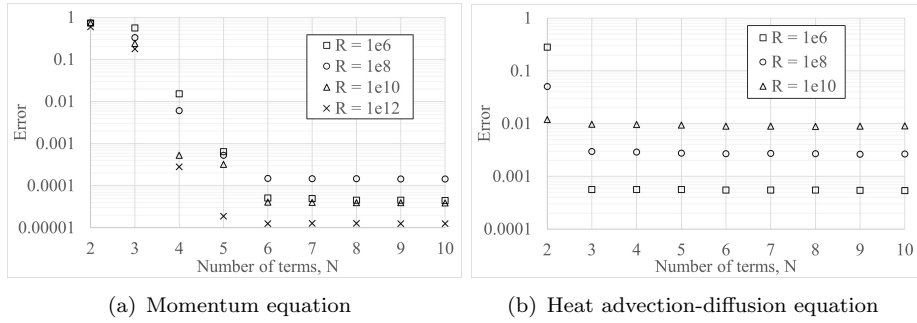 1
0.1
0.01
0.001
0.0001
0.00001
Error
2 3 4 5 6 7 8 9 10
Number of terms, N
R = 1e6
R = 1e8
R = 1e10
R = 1e12
(a) Momentum equation
1
0.1
0.01
0.001
0.0001
Error
2 3 4 5 6 7 8 9 10
Number of terms, N
R = 1e6
R = 1e8
R = 1e10
(b) Heat advection-diffusion equation